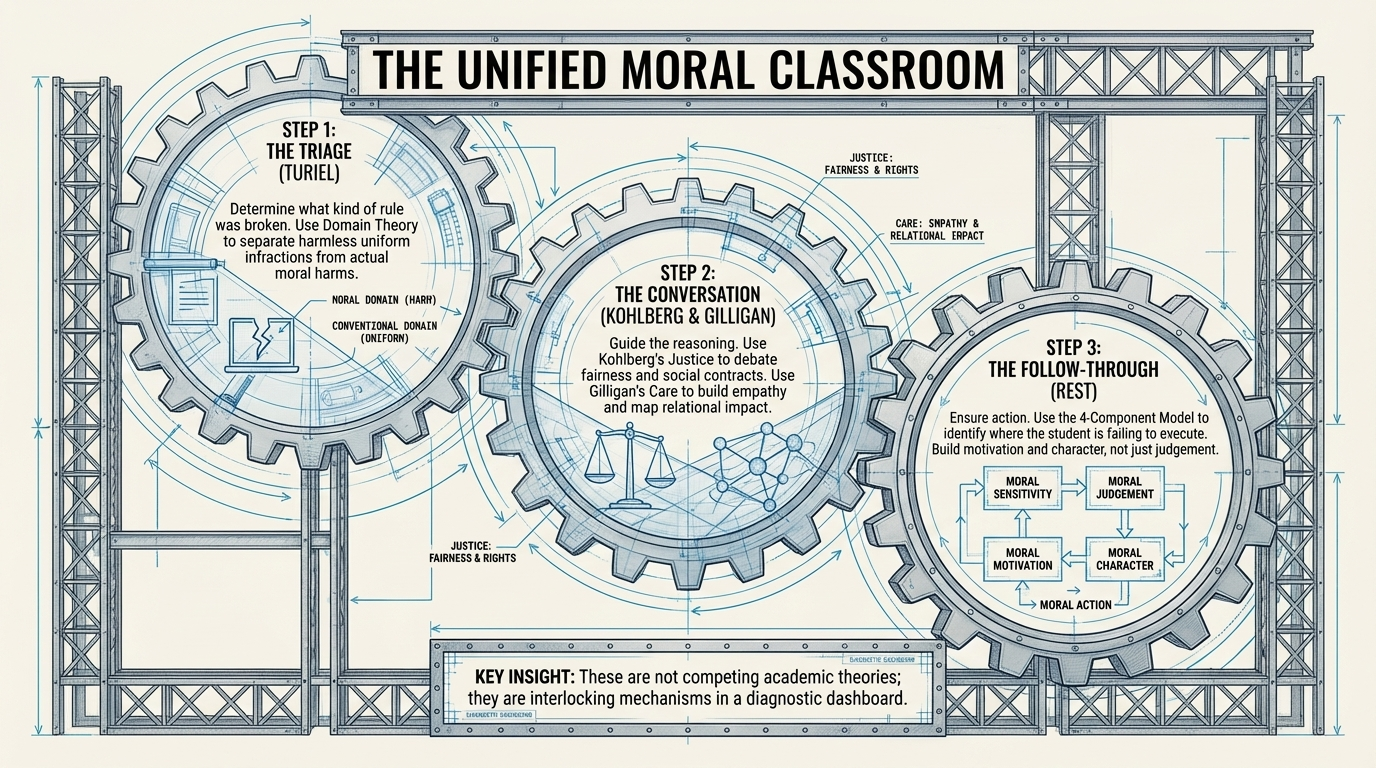 THE UNIFIED MORAL CLASSROOM
STEP 1:
THE TRIAGE
(TURIEL)
Determine what kind of rule
was broken. Use Domain Theory
to separate harmless uniform
infractions from actual
moral harms.
NORAL DOMAIN (HARH)
CONVENTIONAL DOMAIN
(ONIFORN)
STEP 2:
THE CONVERSATION
(KOHLBERG & GILLIGAN)
Guide the reasoning. Use
Kohlberg's Justice to debate
fairness and social contracts. Use
Gilligan's Care to build empathy
and map relational impact.
JUSTICE:
FAIRNESS & RIGHTS
CARE: SMPATHY &
RELATIONAL ERPACT
JUSTICE:
FAIRNESS & RIGHTS
STEP 3:
THE FOLLOW-THROUGH
(REST)
Ensure action. Use the 4-Component Model to
identify where the student is failing to execute.
Build motivation and character, not just judgement.
MORAL
SENSITIVITY
MORAL
JUDGEMENT
MORAL
MOTIVATION
MORAL
CHARACTER
MORAL ACTION
KEY INSIGHT: These are not competing academic theories;
they are interlocking mechanisms in a diagnostic dashboard.